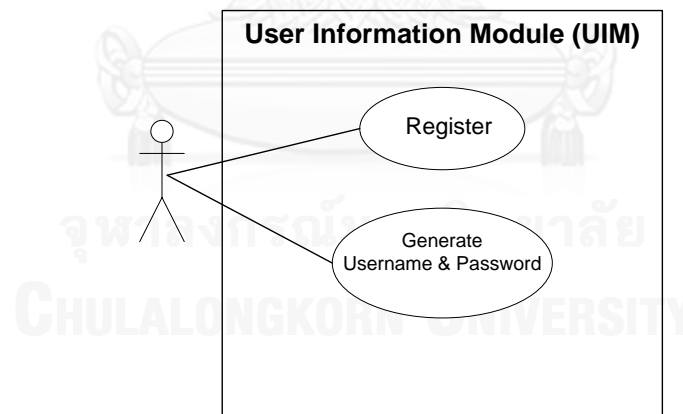 User Information Module (UIM)
Register
Generate
Username & Password
จุฬาลงกรณ์มหาวิทยาลัย
CHULALONGKORN UNIVERSITY